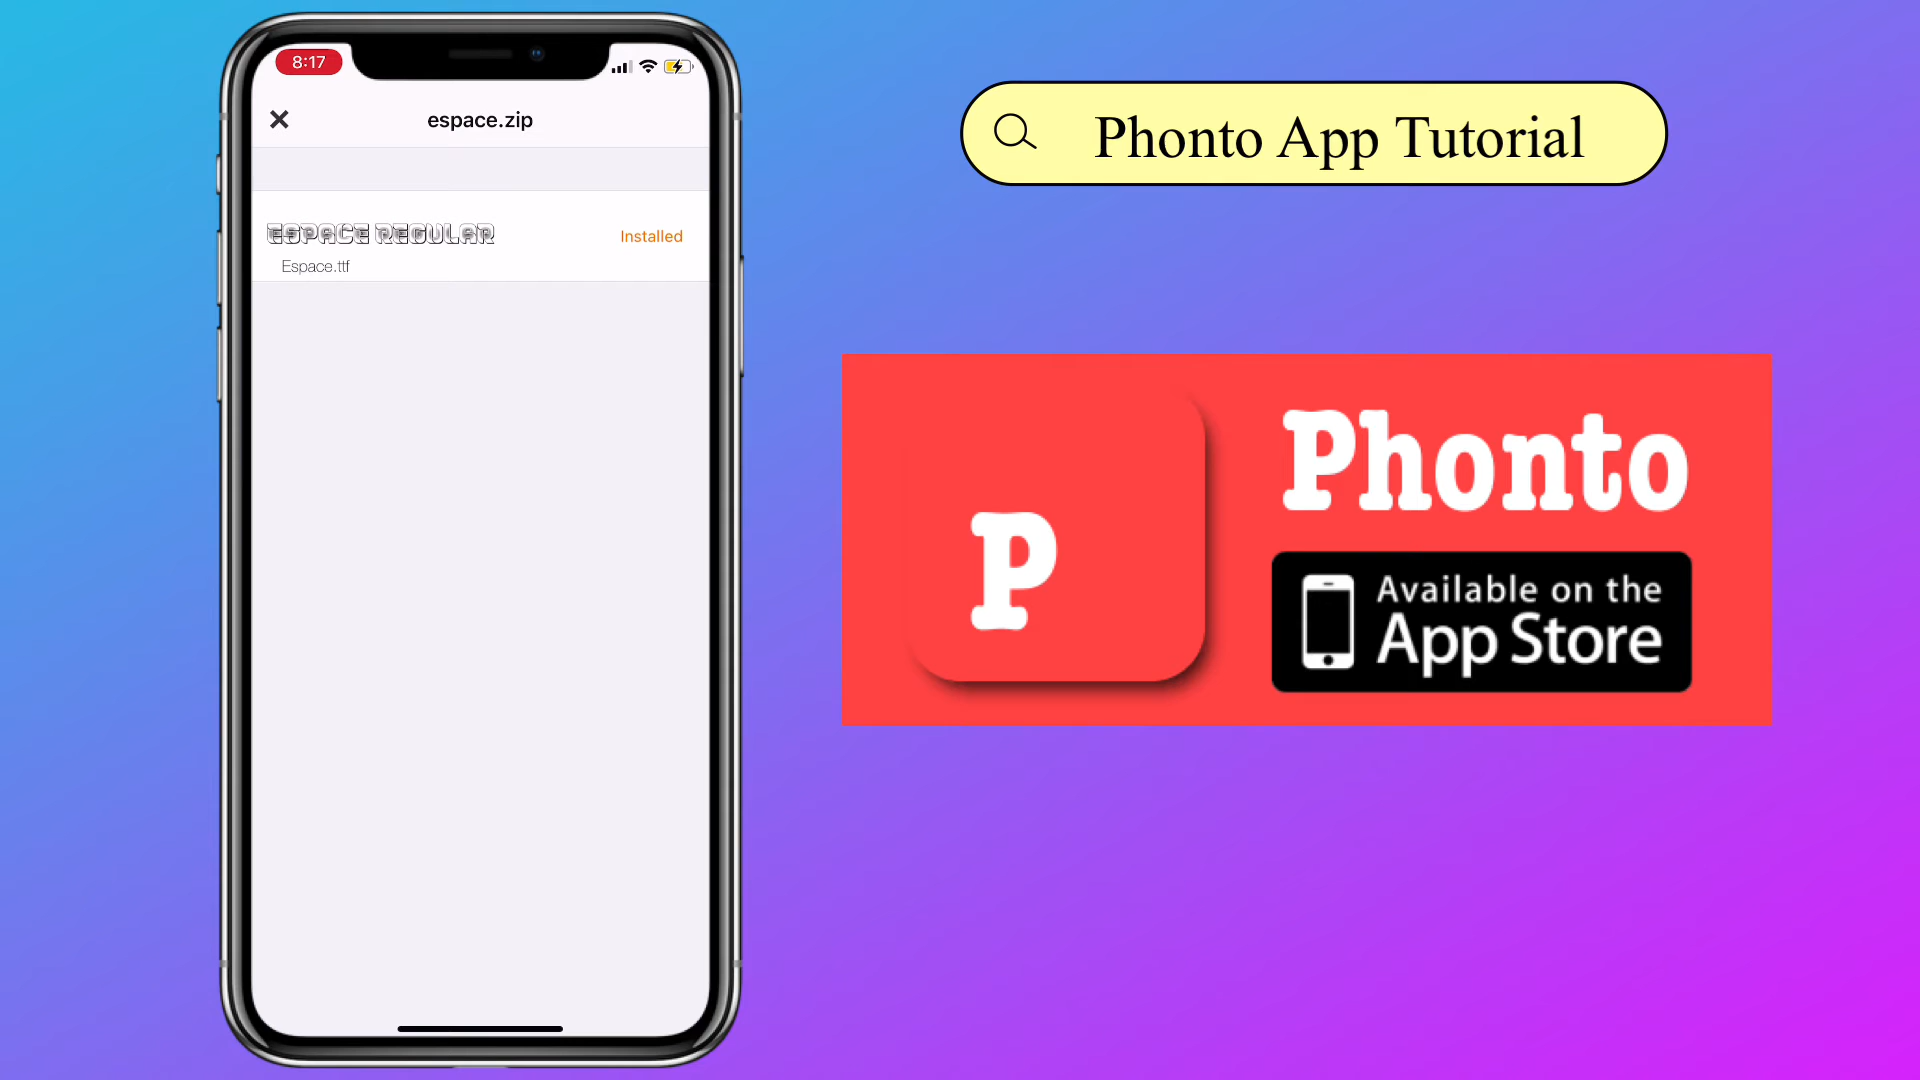 8:17
espace.zip
ESPACE REGULAR
Installed
Espace.ttf
Phonto App Tutorial
P
Phonto
Available on the
App Store